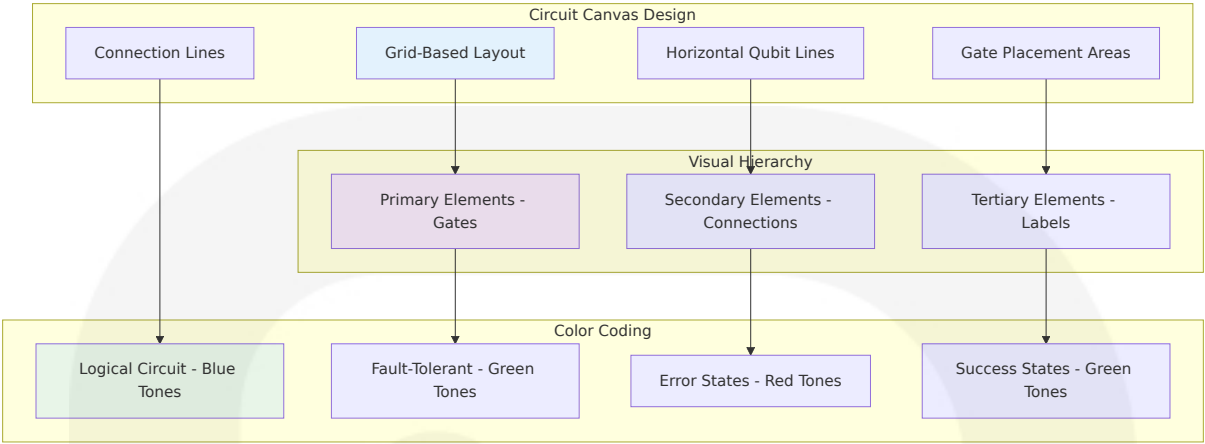 Circuit Canvas Design
Connection Lines
Grid-Based Layout
Horizontal Qubit Lines
Gate Placement Areas
Visual Hierarchy
Primary Elements -
Gates
Secondary Elements -
Connections
Tertiary Elements -
Labels
Color Coding
Logical Circuit - Blue
Tones
Fault-Tolerant - Green
Tones
Error States - Red Tones
Success States - Green
Tones